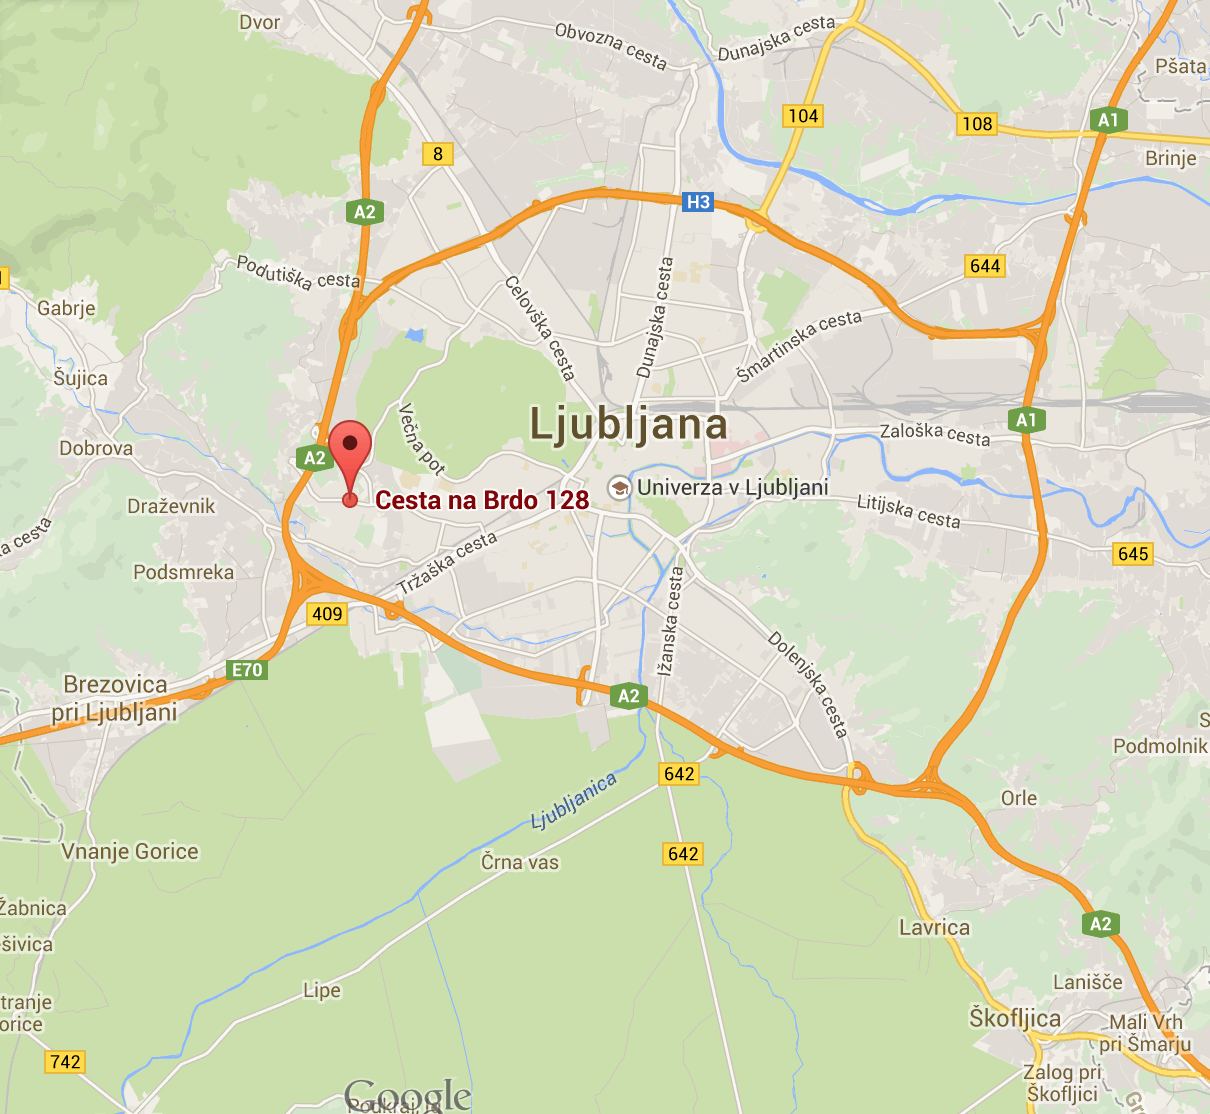 Dvor
Obvozna cesta
Dunajska cesta
Pšata
104
108
A1
Brinje
8
A2
H3
644
Podutiška cesta
Gabrje
Celovška cesta
Dunajska cesta
Šmartinska cesta
Šujica
Večna pot
Ljubljana
A1
Zaloška cesta
Dobrova
A2
Univerza v Ljubljani
Cesta na Brdo 128
Draževnik
Litijska cesta
645
Podsmreka
Tržaška cesta
409
Ižanska cesta
Dolenjska cesta
E70
Brezovica
pri Ljubljani
A2
Podmolnik
642
Ljubljanica
Orle
Vnanje Gorice
Črna vas
642
Žabnica
Lavrica
A2
Lipe
Lanišče
Škofljica
Mali Vrh
pri Šmarju
742
Zalog pri
Škofljici
Google